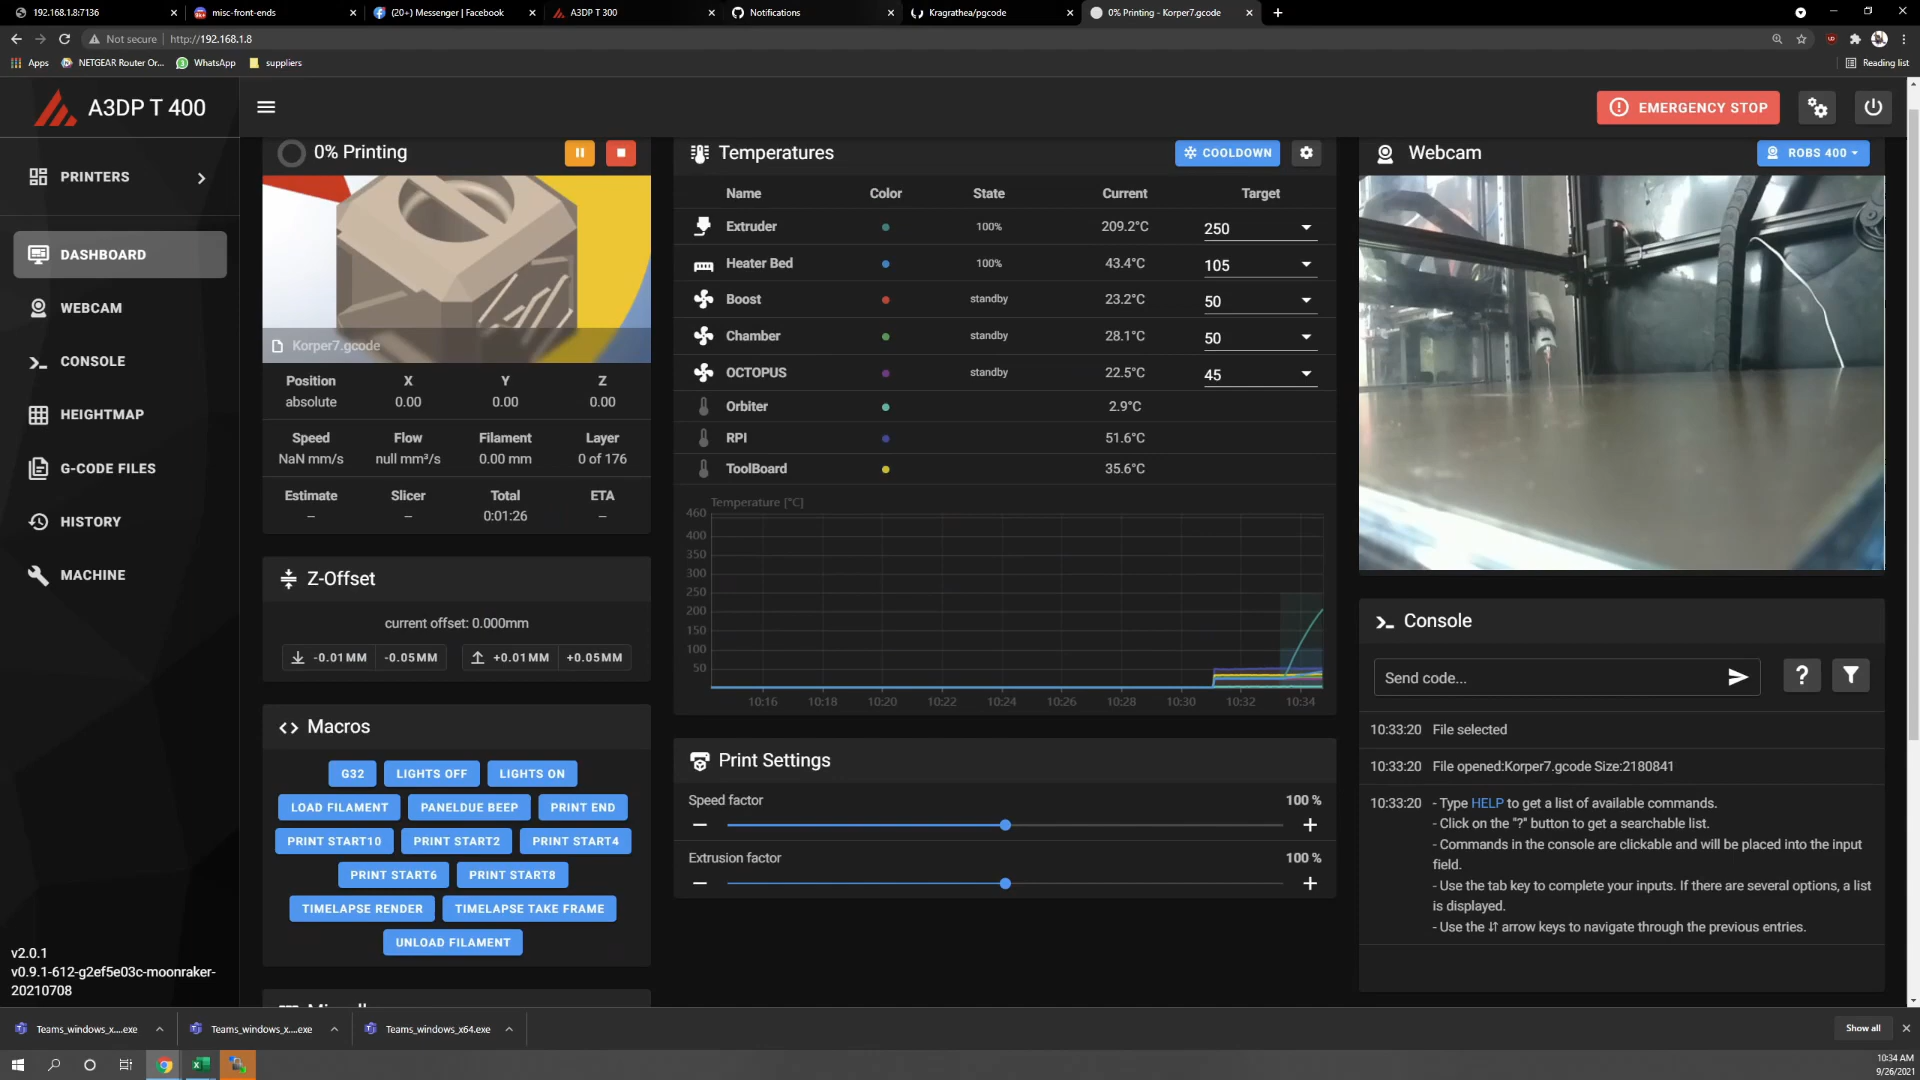 192.168.1.8:7136
misc-front-ends
(20+) Messenger | Facebook
A3DP T 300
Notifications
Kragrathea/pgcode
0% Printing - Korper7.gcode
Not secure
http://192.168.1.8
Apps
NETGEAR Router Or...
WhatsApp
suppliers
Reading list
A3DP T 400
EMERGENCY STOP
PRINTERS
DASHBOARD
WEBCAM
CONSOLE
HEIGHTMAP
G-CODE FILES
HISTORY
MACHINE
v2.0.1
v0.9.1-612-g2ef5e03c-moonraker-
20210708
0% Printing
Korper7.gcode
Position X Y Z
absolute 0.00 0.00 0.00
Speed Flow Filament Layer
NaN mm/s null mm³/s 0.00 mm 0 of 176
Estimate Slicer Total ETA
-- -- 0:01:26 --
Z-Offset
current offset: 0.000mm
-0.01MM -0.05MM +0.01MM +0.05MM
Macros
G32 LIGHTS OFF LIGHTS ON
LOAD FILAMENT PANELDUE BEEP PRINT END
PRINT START10 PRINT START2 PRINT START4
PRINT START6 PRINT START8
TIMELAPSE RENDER TIMELAPSE TAKE FRAME
UNLOAD FILAMENT
Temperatures
COOLDOWN
Name Color State Current Target
Extruder 100% 209.2°C 250
Heater Bed 100% 43.4°C 105
Boost standby 23.2°C 50
Chamber standby 28.1°C 50
OCTOPUS standby 22.5°C 45
Orbiter 2.9°C
RPI 51.6°C
ToolBoard 35.6°C
Temperature [°C]
460
400
350
300
250
200
150
100
50
10:16 10:18 10:20 10:22 10:24 10:26 10:28 10:30 10:32 10:34
Print Settings
Speed factor 100 %
Extrusion factor 100 %
Webcam
ROBS 400
Console
Send code...
?
10:33:20 File selected
10:33:20 File opened:Korper7.gcode Size:2180841
10:33:20 - Type HELP to get a list of available commands.
- Click on the "?" button to get a searchable list.
- Commands in the console are clickable and will be placed into the input
field.
- Use the tab key to complete your inputs. If there are several options, a list
is displayed.
- Use the ⇵ arrow keys to navigate through the previous entries.
Teams_windows_x....exe
Teams_windows_x....exe
Teams_windows_x64.exe
Show all
10:34 AM
9/26/2021